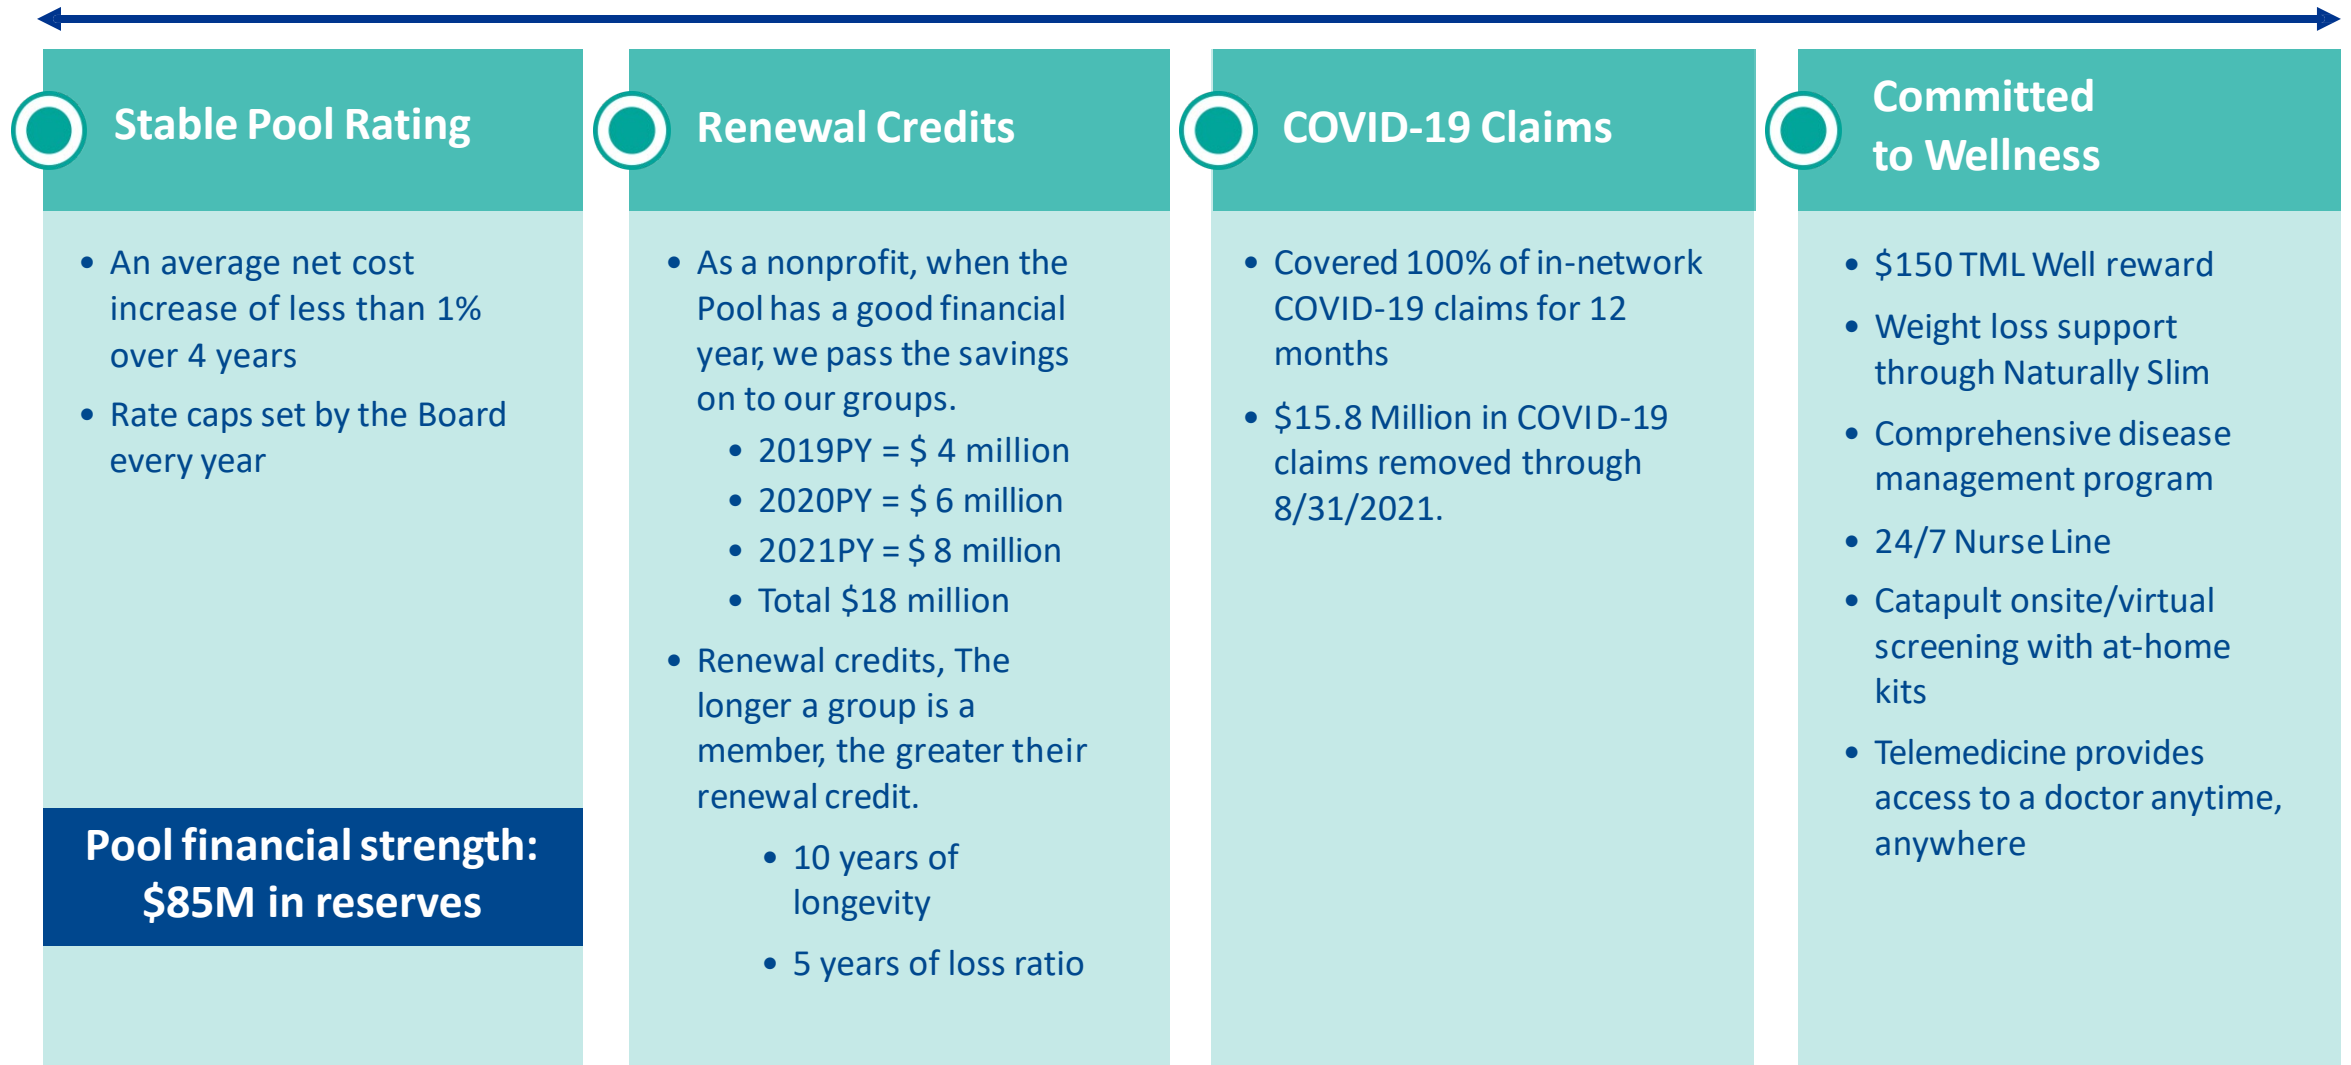 Stable Pool Rating
• An average net cost
increase of less than 1%
over 4 years
• Rate caps set by the Board
every year
Pool financial strength:
$85M in reserves
Renewal Credits
• As a nonprofit, when the
Pool has a good financial
year, we pass the savings
on to our groups.
• 2019PY = $ 4 million
• 2020PY = $ 6 million
• 2021PY = $ 8 million
• Total $18 million
• Renewal credits, The
longer a group is a
member, the greater their
renewal credit.
• 10 years of
longevity
• 5 years of loss ratio
COVID-19 Claims
• Covered 100% of in-network
COVID-19 claims for 12
months
• $15.8 Million in COVID-19
claims removed through
8/31/2021.
Committed
to Wellness
• $150 TML Well reward
• Weight loss support
through Naturally Slim
• Comprehensive disease
management program
• 24/7 Nurse Line
• Catapult onsite/virtual
screening with at-home
kits
• Telemedicine provides
access to a doctor anytime,
anywhere